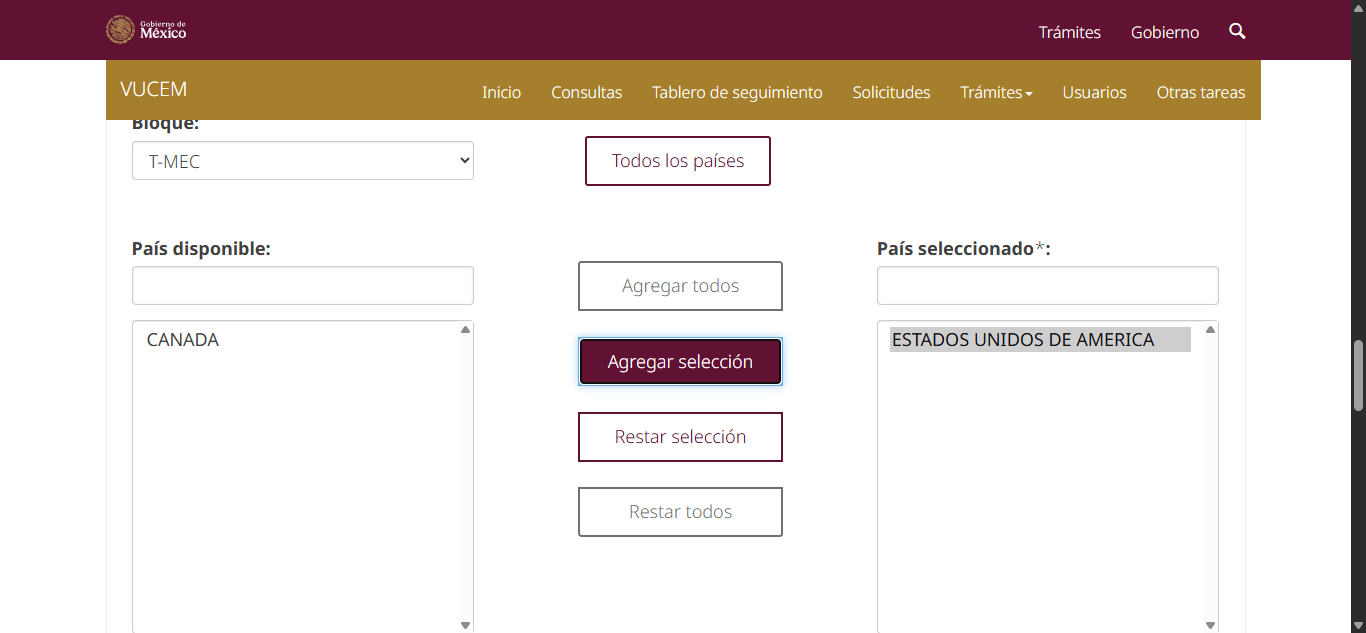 Gobierno de
México
Trámites Gobierno
VUCEM
Inicio Consultas Tablero de seguimiento Solicitudes Trámites Usuarios Otras tareas
Bloque:
T-MEC
Todos los países
País disponible:
País seleccionado*:
Agregar todos
CANADA
ESTADOS UNIDOS DE AMERICA
Agregar selección
Restar selección
Restar todos